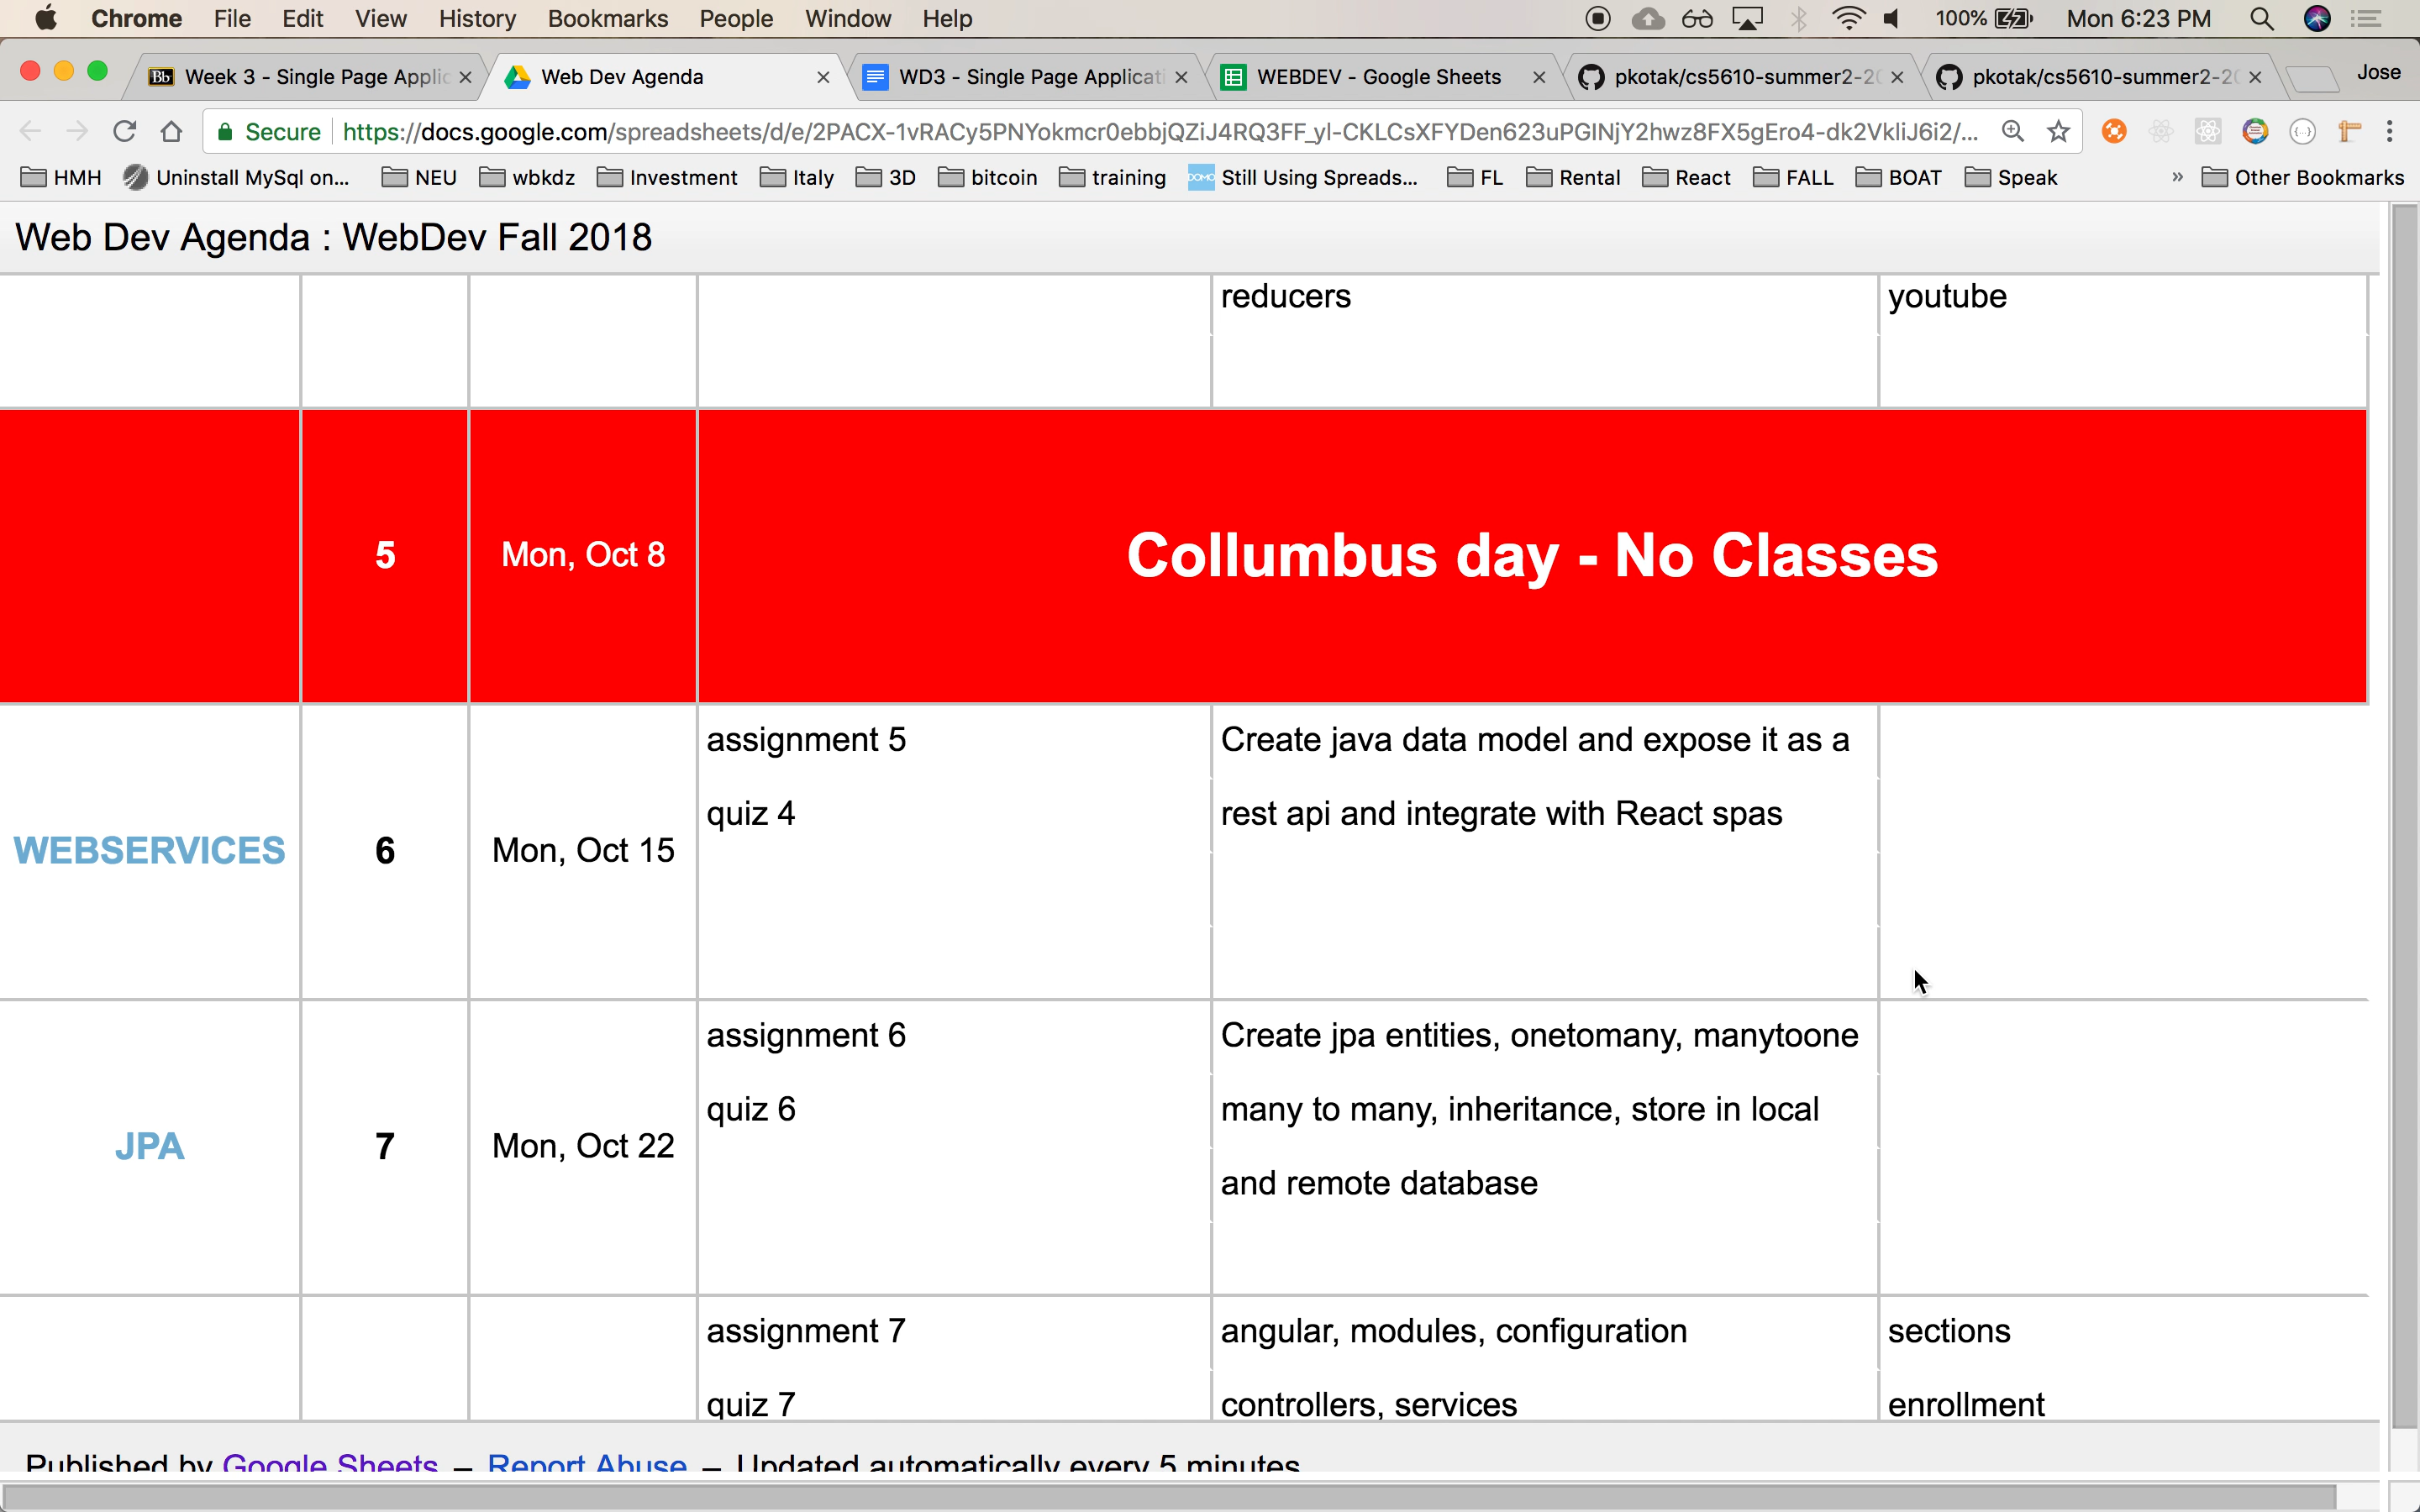 Chrome File Edit View History Bookmarks People Window Help 100% Mon 6:23 PM
Bb Week 3 - Single Page Applic Web Dev Agenda WD3 - Single Page Applicati WEBDEV - Google Sheets pkotak/cs5610-summer2-20 pkotak/cs5610-summer2-20 Jose
Secure https://docs.google.com/spreadsheets/d/e/2PACX-1vRACy5PNYokmcr0ebbjQZiJ4RQ3FF_yl-CKLCsXFYDen623uPGINjY2hwz8FX5gEro4-dk2VkliJ6i2/...
HMH Uninstall MySql on... NEU wbkdz Investment Italy 3D bitcoin training DOMO Still Using Spreads... FL Rental React FALL BOAT Speak » Other Bookmarks
Web Dev Agenda : WebDev Fall 2018
reducers youtube
5 Mon, Oct 8 Collumbus day - No Classes
assignment 5 Create java data model and expose it as a
quiz 4 rest api and integrate with React spas
WEBSERVICES 6 Mon, Oct 15
assignment 6 Create jpa entities, onetomany, manytoone
quiz 6 many to many, inheritance, store in local
JPA 7 Mon, Oct 22
and remote database
assignment 7 angular, modules, configuration sections
quiz 7 controllers, services enrollment
Published by Google Sheets – Report Abuse – Updated automatically every 5 minutes